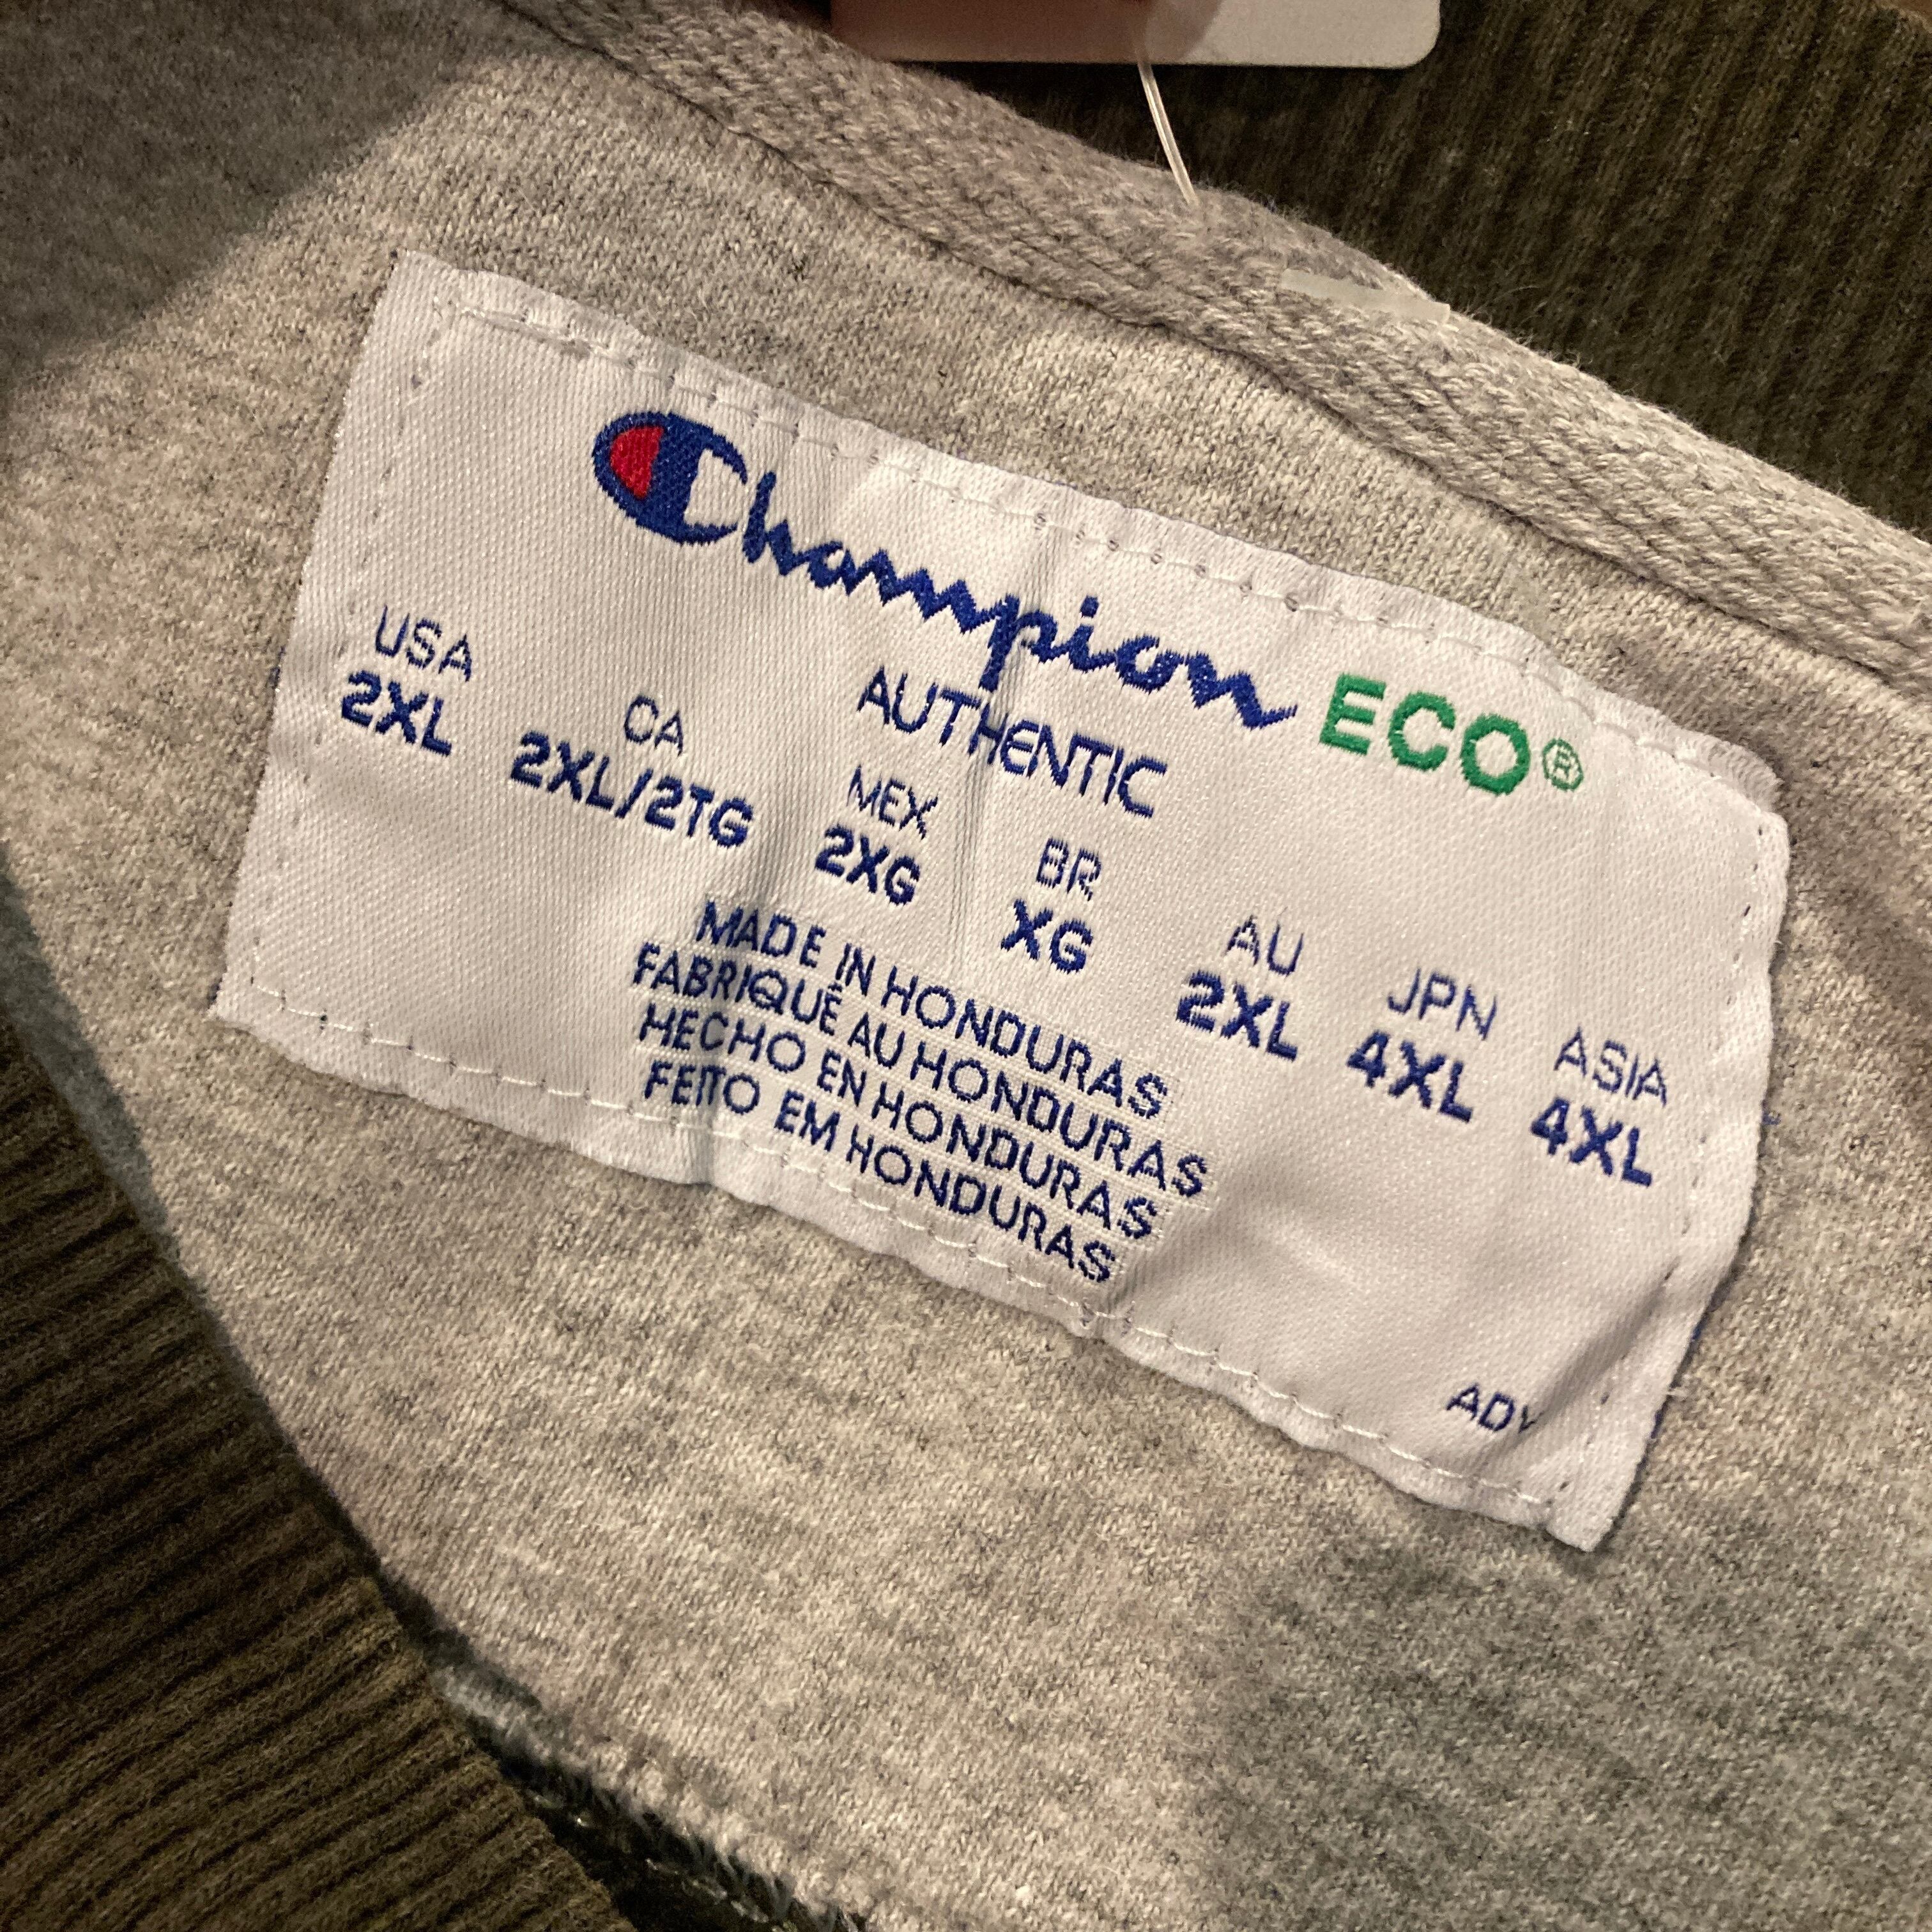 Champion ECO®
AUTHENTIC
USA CA MEX BR AU JPN ASIA
2XL 2XL/2TG 2XG XG 2XL 4XL 4XL
MADE IN HONDURAS
FABRIQUÉ AU HONDURAS
HECHO EN HONDURAS
FEITO EM HONDURAS
ADY